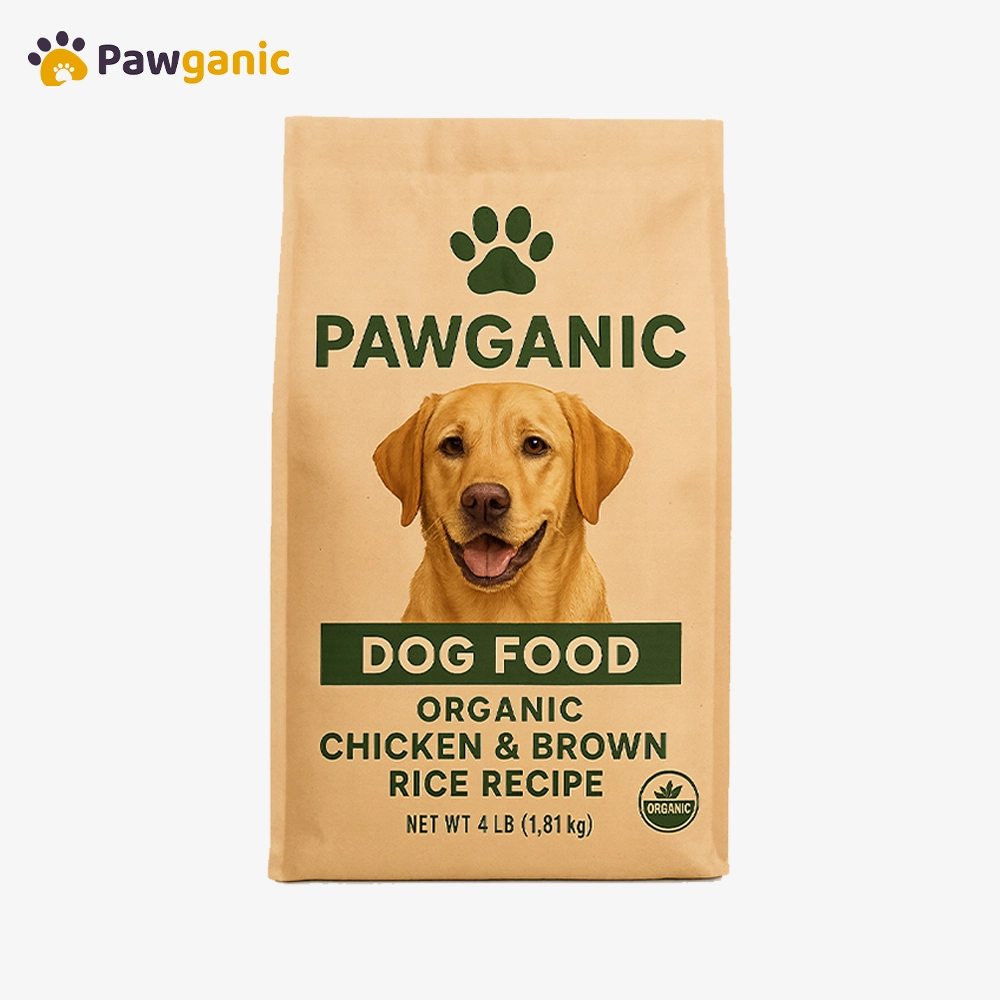 Pawganic
PAWGANIC
DOG FOOD
ORGANIC
CHICKEN & BROWN
RICE RECIPE
NET WT 4 LB (1,81 kg)
ORGANIC